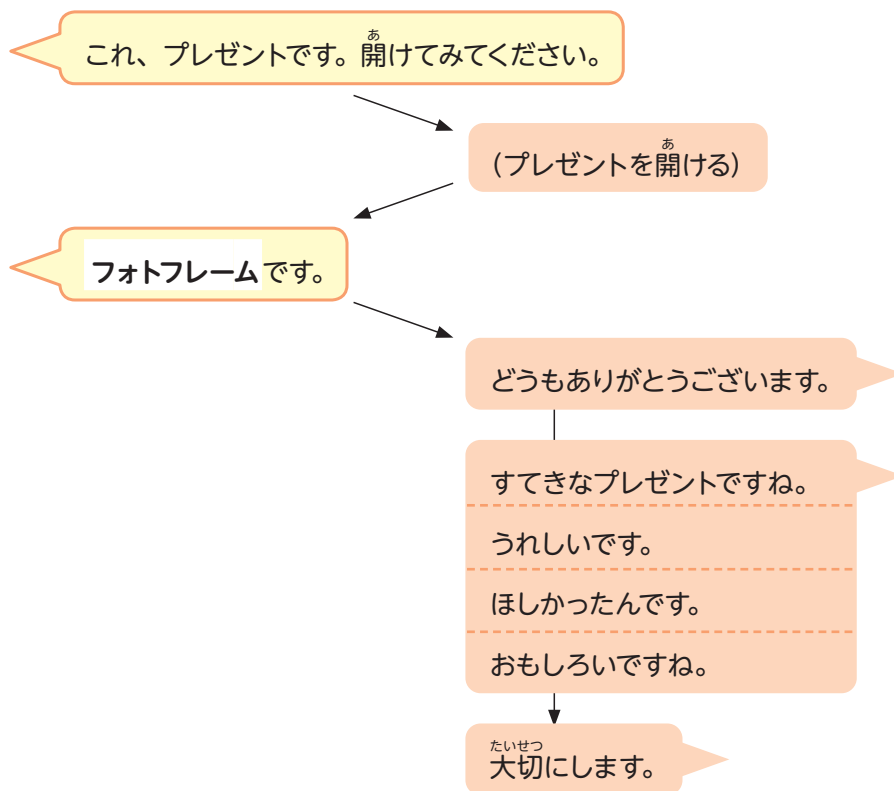 これ、プレゼントです。開けてみてください。
あ
(プレゼントを開ける)
あ
フォトフレームです。
どうもありがとうございます。
すてきなプレゼントですね。
うれしいです。
ほしかったんです。
おもしろいですね。
たいせつ
大切にします。